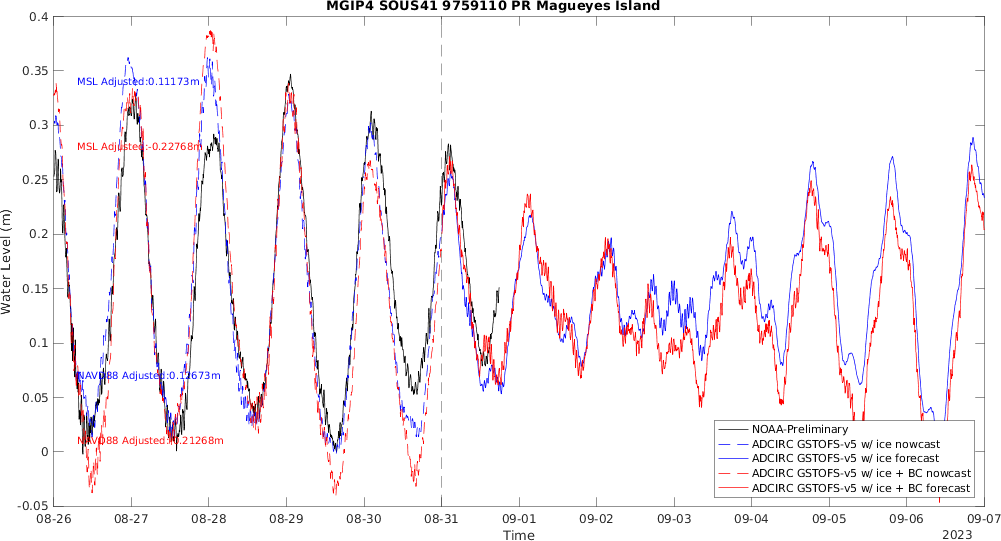 MGIP4 SOUS41 9759110 PR Magueyes Island
0.4
0.35
0.3
0.25
0.2
0.15
0.1
0.05
0
-0.05
Water Level (m)
MSL Adjusted:0.11173m
MSL Adjusted:-0.22768m
NAVD88 Adjusted:0.12673m
NAVD88 Adjusted:-0.21268m
NOAA-Preliminary
ADCIRC GSTOFS-v5 w/ ice nowcast
ADCIRC GSTOFS-v5 w/ ice forecast
ADCIRC GSTOFS-v5 w/ ice + BC nowcast
ADCIRC GSTOFS-v5 w/ ice + BC forecast
08-26 08-27 08-28 08-29 08-30 08-31 09-01 09-02 09-03 09-04 09-05 09-06 09-07
Time
2023